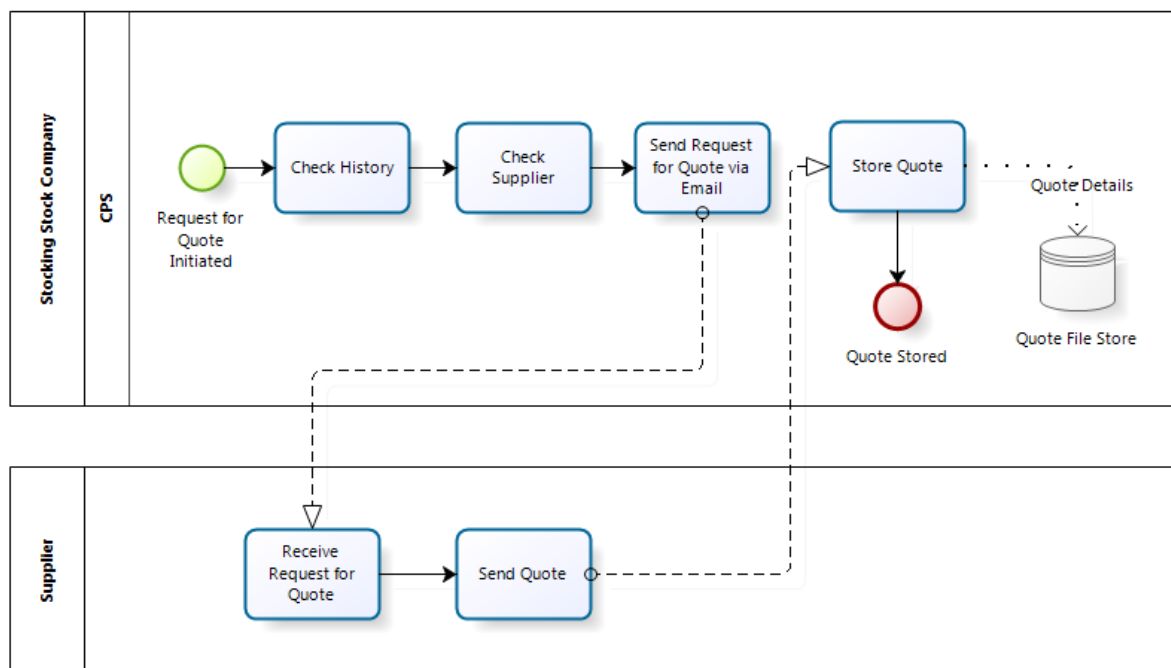 Stocking Stock Company
CPS
Request for
Quote
Initiated
Check History
Check
Supplier
Send Request
for Quote via
Email
Store Quote
Quote Details
Quote Stored
Quote File Store
Supplier
Receive
Request for
Quote
Send Quote